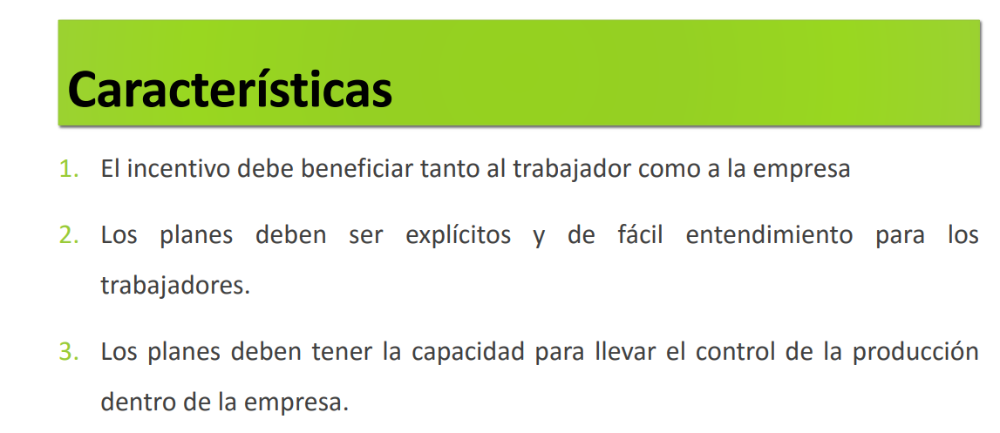 Características
1. El incentivo debe beneficiar tanto al trabajador como a la empresa
2. Los planes deben ser explícitos y de fácil entendimiento para los
trabajadores.
3. Los planes deben tener la capacidad para llevar el control de la producción
dentro de la empresa.